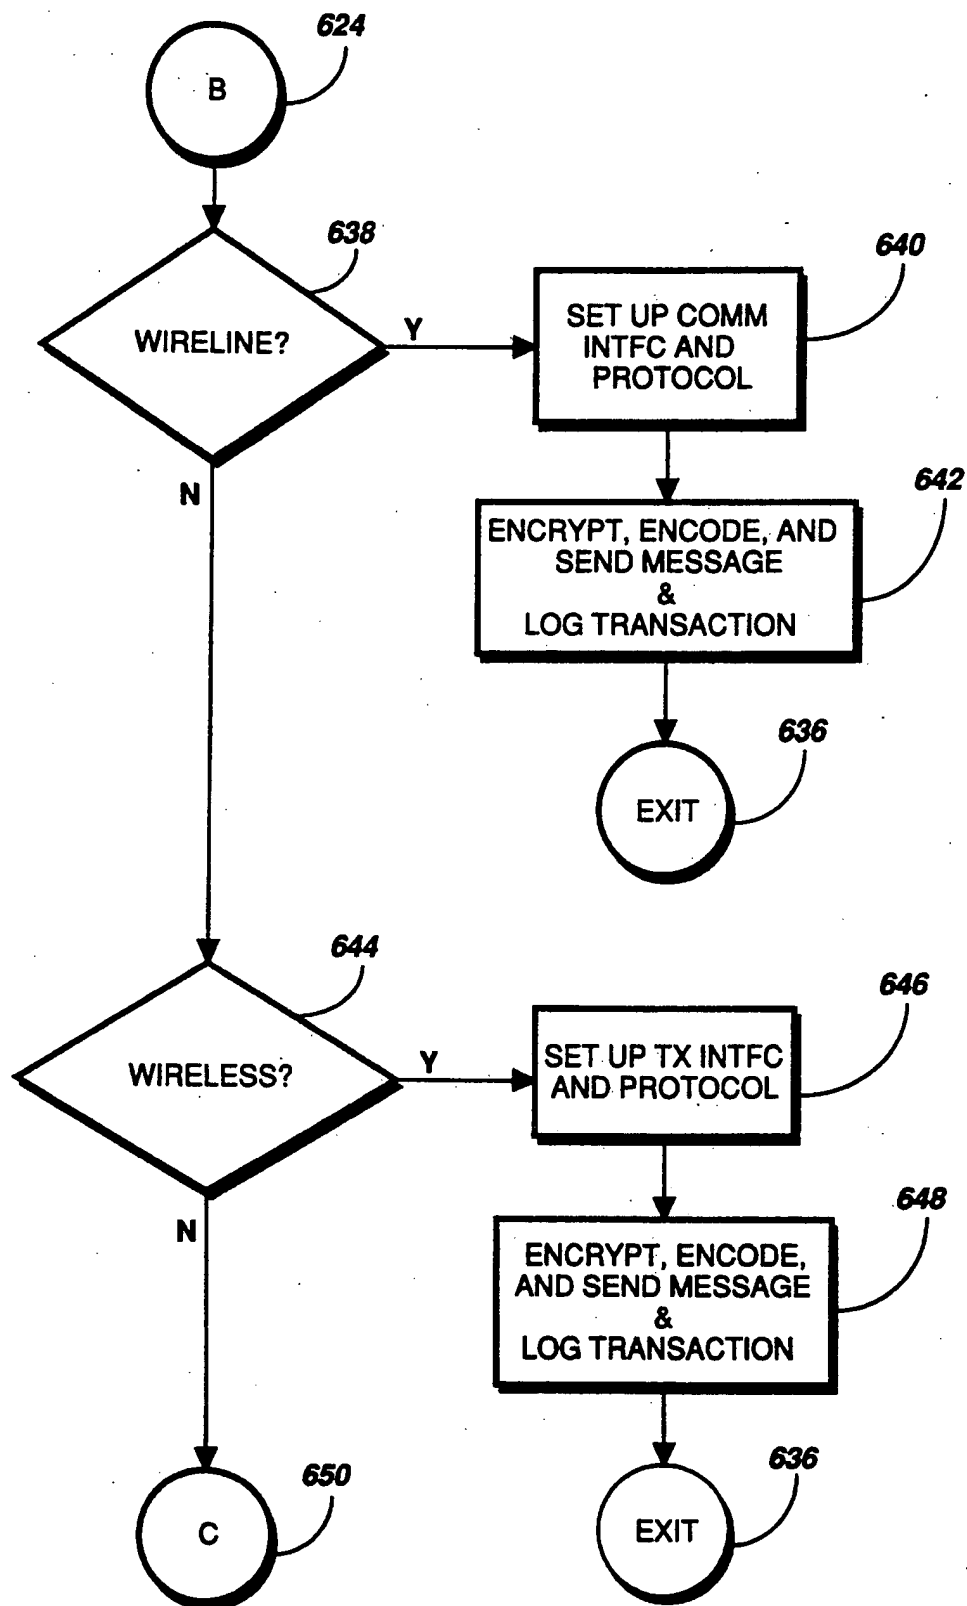 624
B
638
WIRELINE?
Y
640
SET UP COMM
INTFC AND
PROTOCOL
N
642
ENCRYPT, ENCODE, AND
SEND MESSAGE
&
LOG TRANSACTION
636
EXIT
644
WIRELESS?
Y
646
SET UP TX INTFC
AND PROTOCOL
N
648
ENCRYPT, ENCODE,
AND SEND MESSAGE
&
LOG TRANSACTION
650
C
636
EXIT